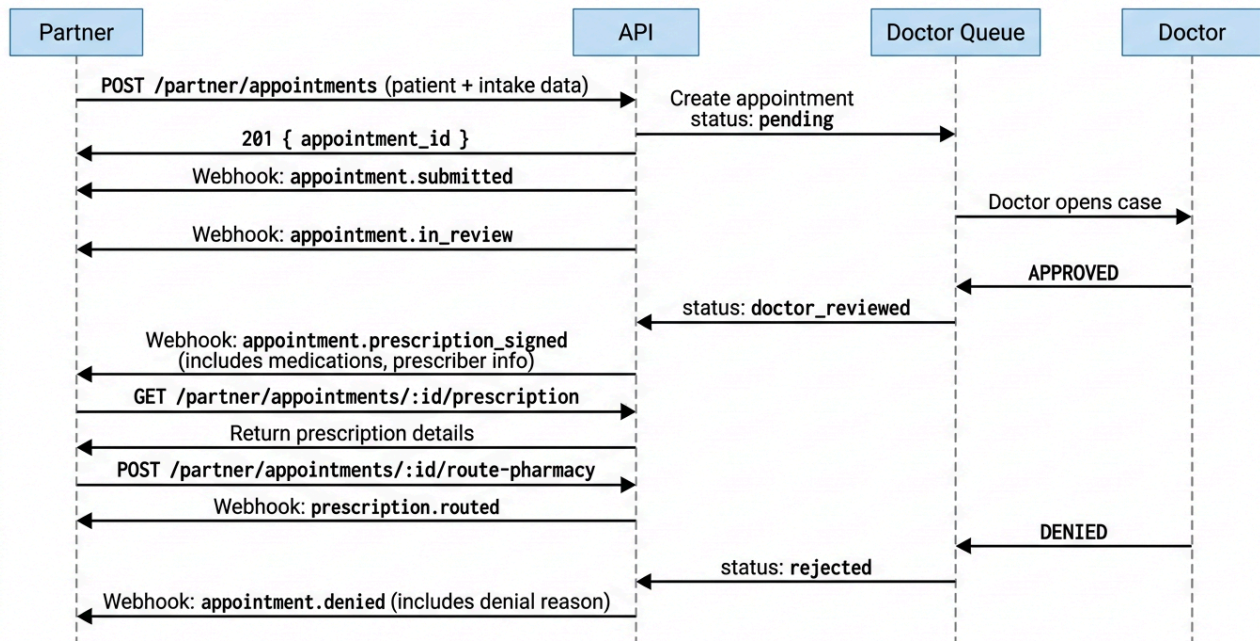 Partner
API
Doctor Queue
Doctor
POST /partner/appointments (patient + intake data)
Create appointment
status: pending
201 { appointment_id }
Webhook: appointment.submitted
Doctor opens case
Webhook: appointment.in_review
APPROVED
status: doctor_reviewed
Webhook: appointment.prescription_signed
(includes medications, prescriber info)
GET /partner/appointments/:id/prescription
Return prescription details
POST /partner/appointments/:id/route-pharmacy
Webhook: prescription.routed
DENIED
status: rejected
Webhook: appointment.denied (includes denial reason)